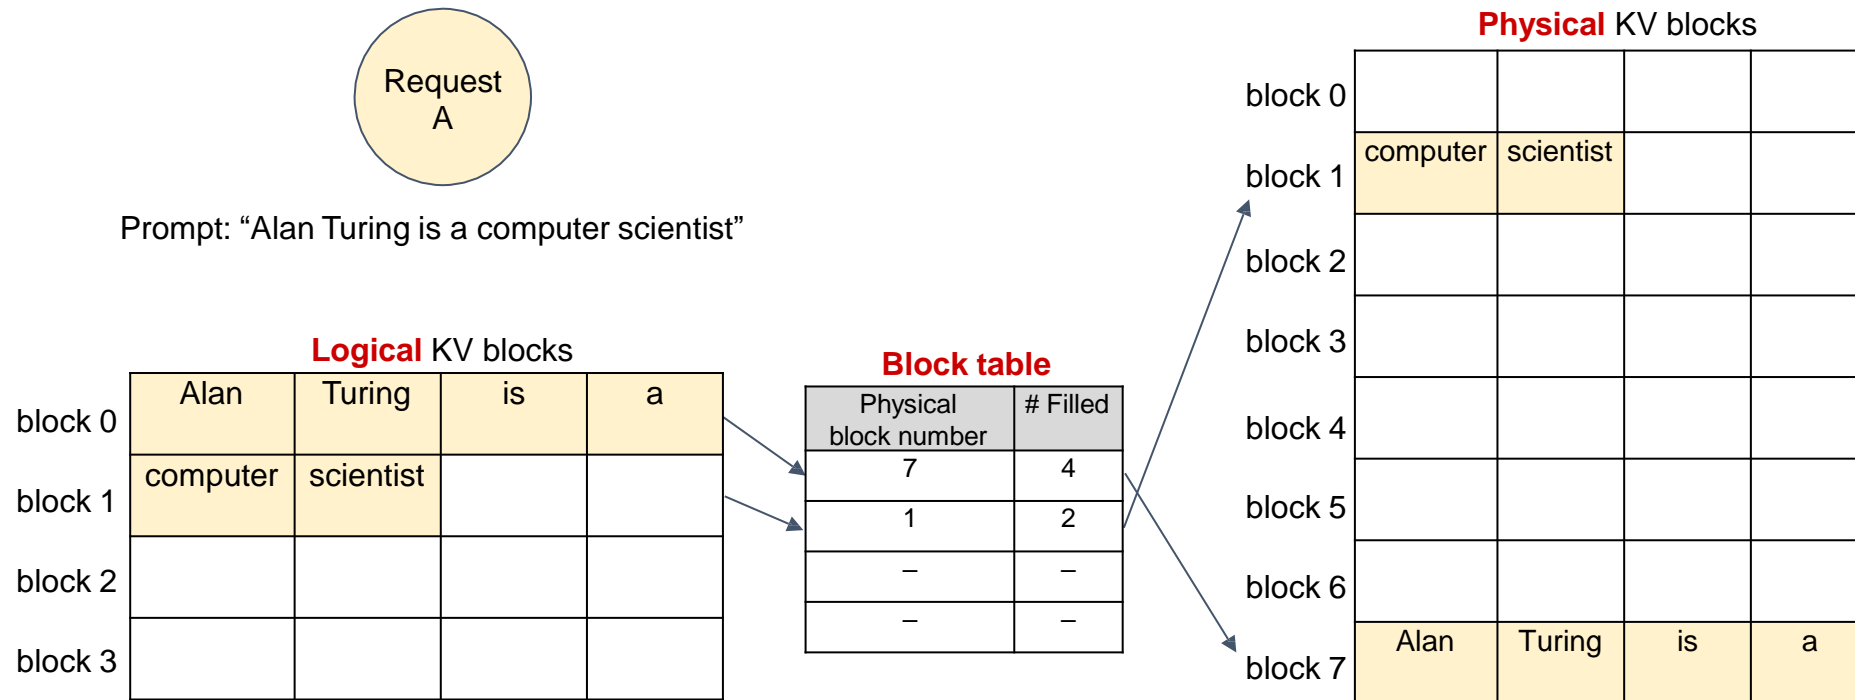 Request
A
Prompt: “Alan Turing is a computer scientist”
Logical KV blocks
block 0 Alan Turing is a
block 1 computer scientist
block 2
block 3
Block table
Physical block number # Filled
7 4
1 2
– –
– –
Physical KV blocks
block 0
block 1 computer scientist
block 2
block 3
block 4
block 5
block 6
block 7 Alan Turing is a